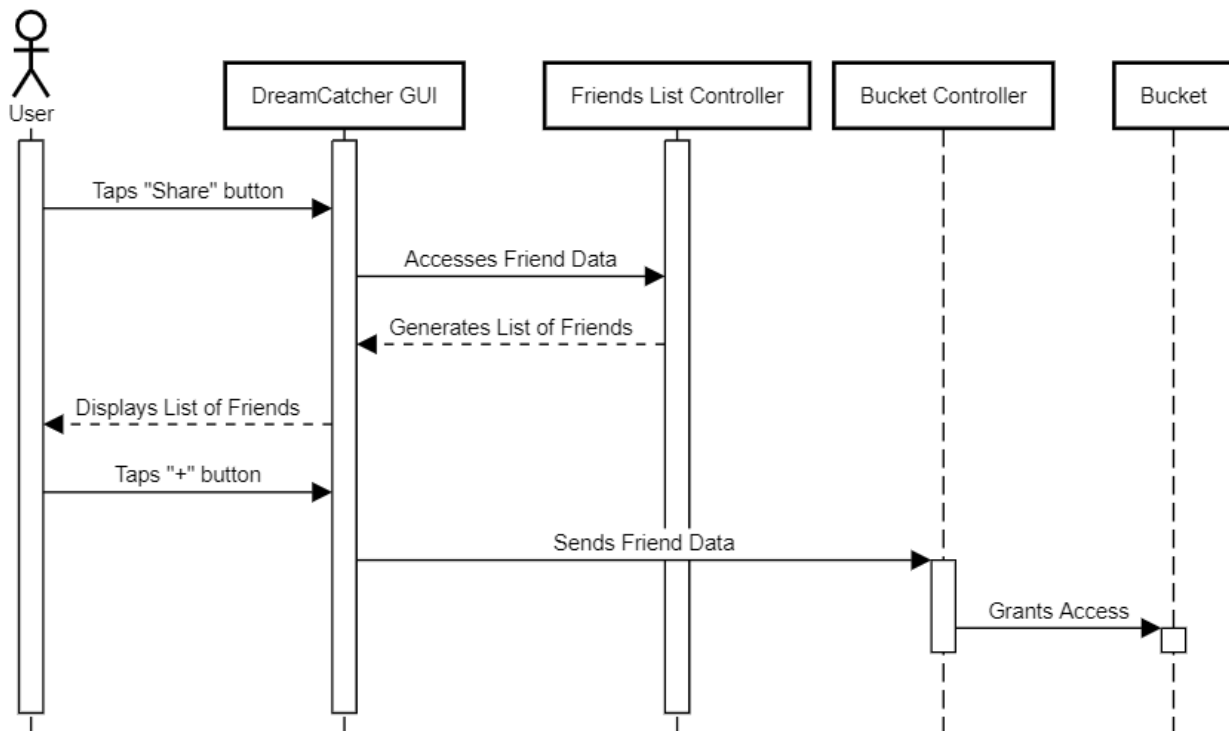 User
DreamCatcher GUI
Friends List Controller
Bucket Controller
Bucket
Taps "Share" button
Accesses Friend Data
Generates List of Friends
Displays List of Friends
Taps "+" button
Sends Friend Data
Grants Access